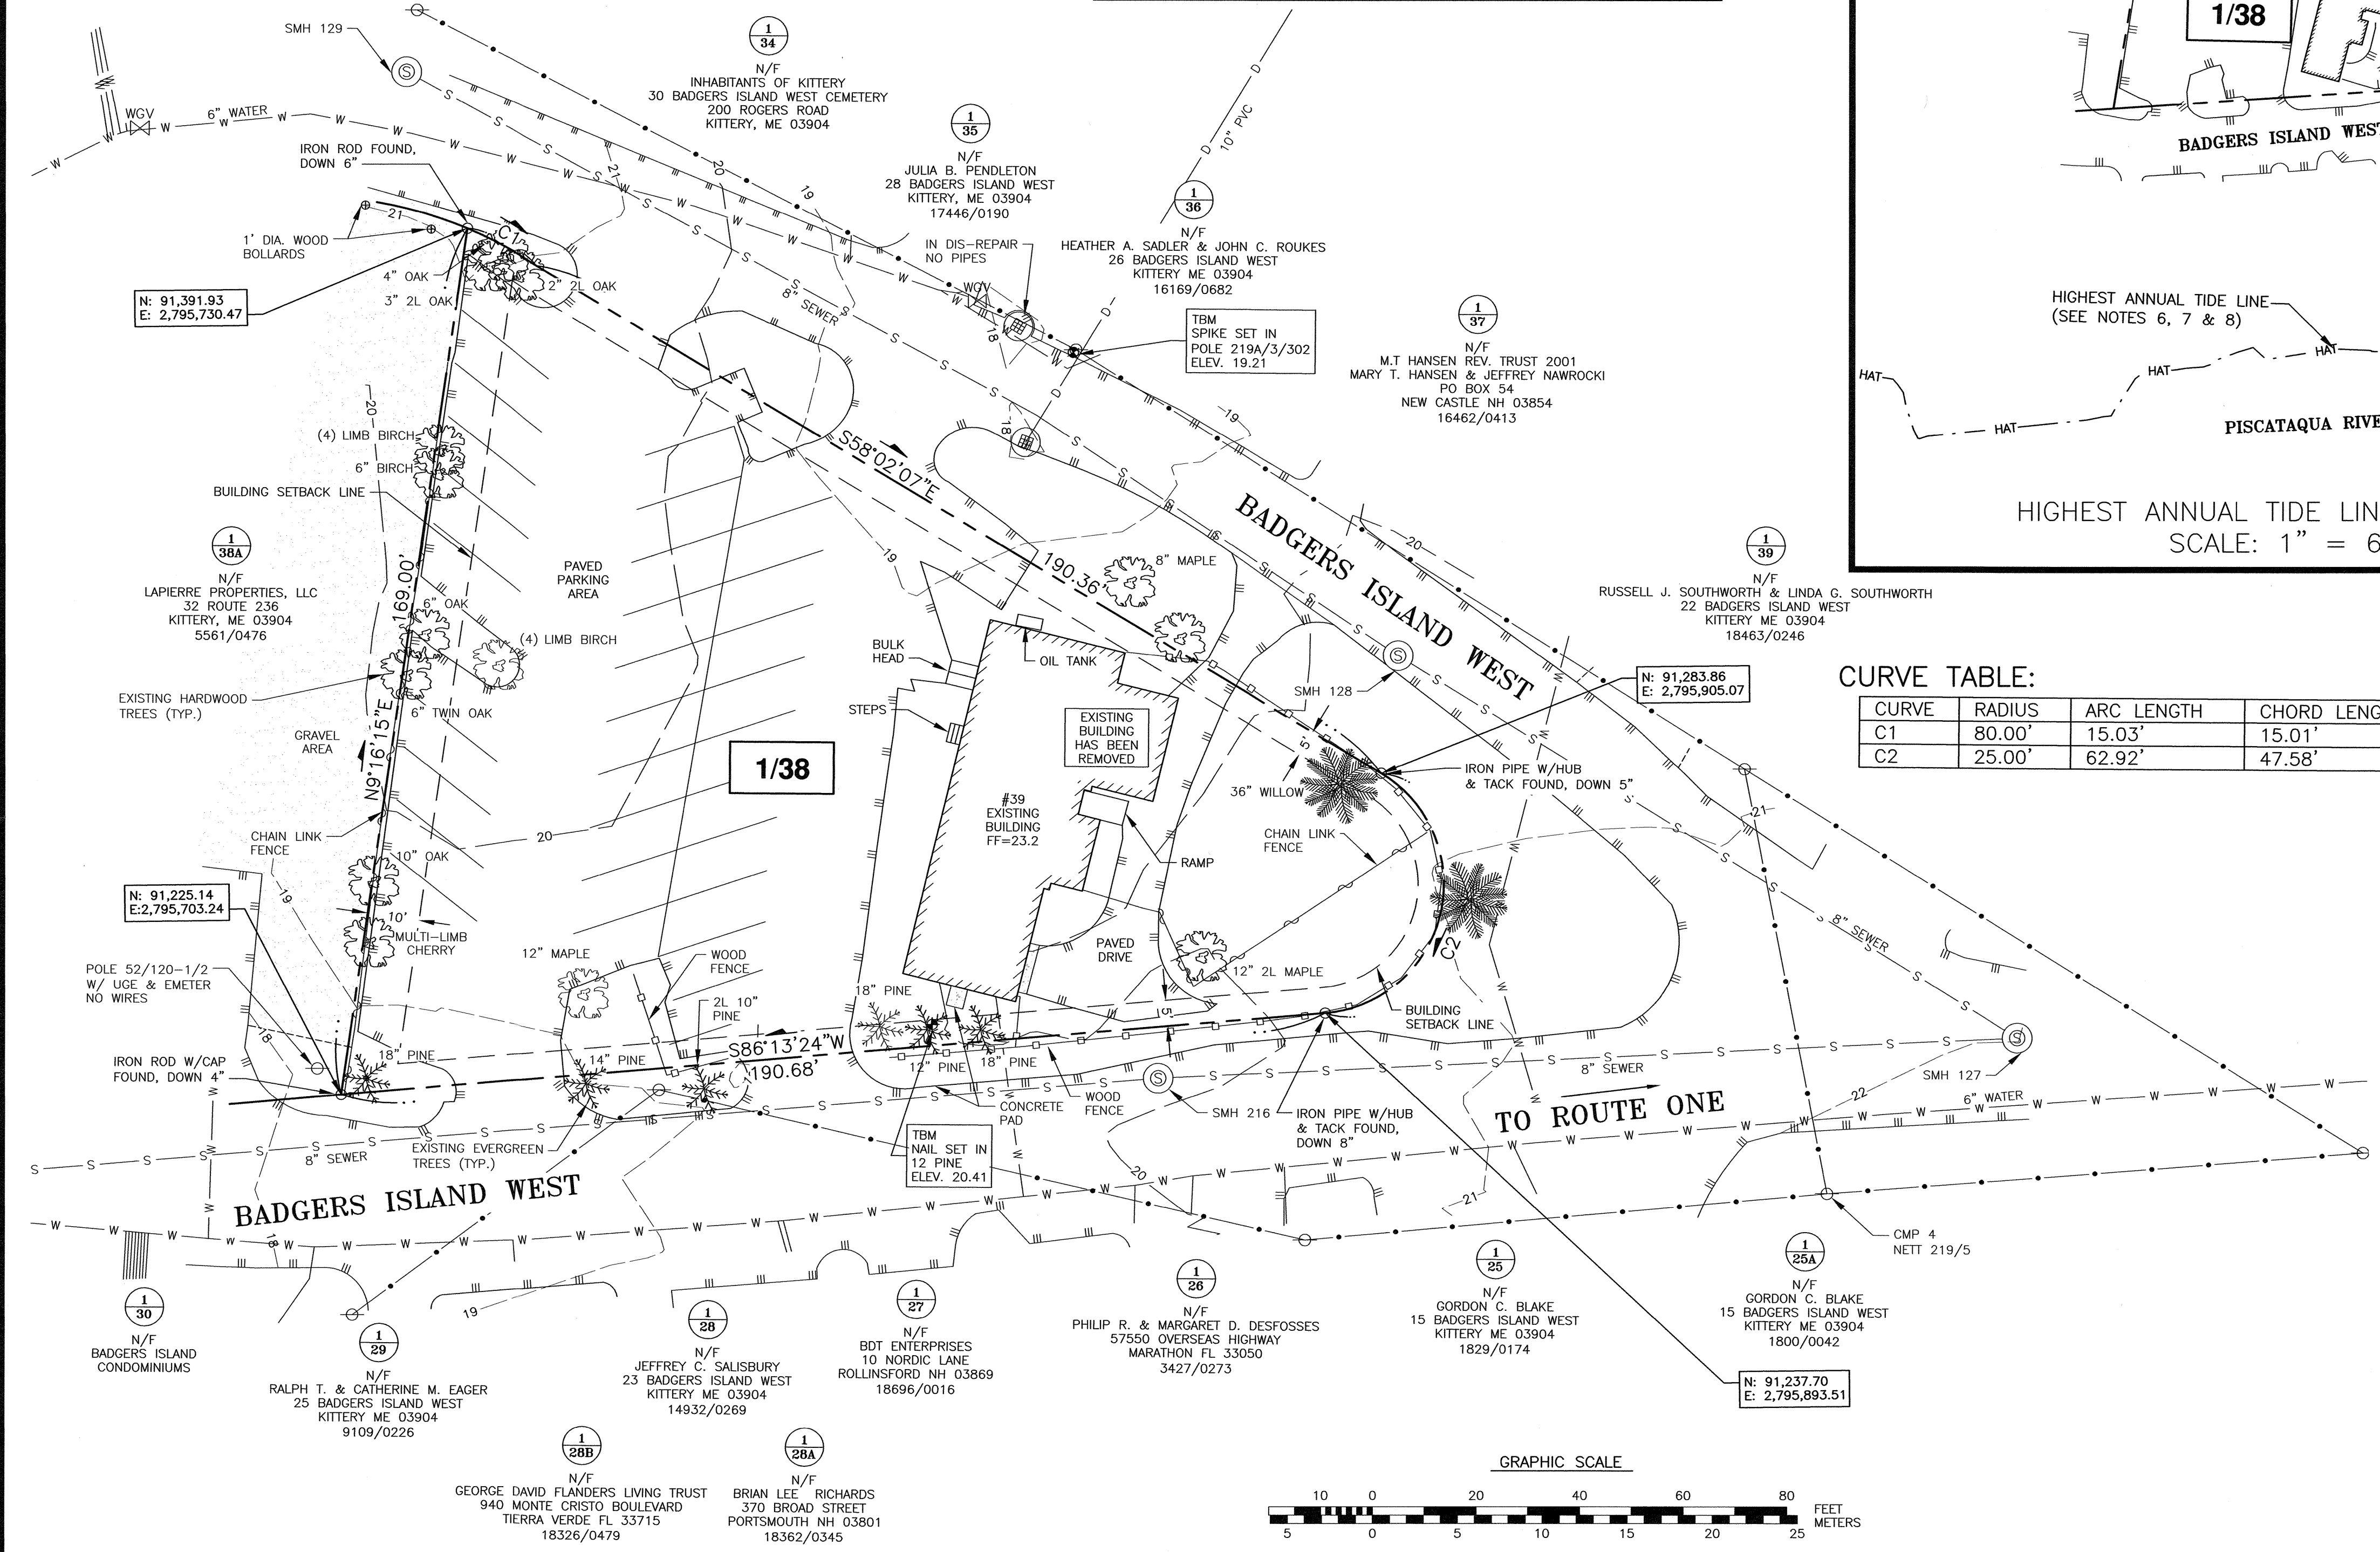 SMH 129
1
34
N/F
INHABITANTS OF KITTERY
30 BADGERS ISLAND WEST CEMETERY
200 ROGERS ROAD
KITTERY, ME 03904
1/38
BADGERS ISLAND WEST
WGV
6" WATER
10" PVC
1
35
N/F
JULIA B. PENDLETON
28 BADGERS ISLAND WEST
KITTERY, ME 03904
17446/0190
IRON ROD FOUND,
DOWN 6"
1
36
N/F
HEATHER A. SADLER & JOHN C. ROUKES
26 BADGERS ISLAND WEST
KITTERY ME 03904
16169/0682
21
20
19
21
C1
1' DIA. WOOD
BOLLARDS
IN DIS-REPAIR
NO PIPES
4" OAK
3" 2L OAK
2" 2L OAK
8" SEWER
WGV
18
N: 91,391.93
E: 2,795,730.47
TBM
SPIKE SET IN
POLE 219A/3/302
ELEV. 19.21
1
37
N/F
M.T HANSEN REV. TRUST 2001
MARY T. HANSEN & JEFFREY NAWROCKI
PO BOX 54
NEW CASTLE NH 03854
16462/0413
HIGHEST ANNUAL TIDE LINE
(SEE NOTES 6, 7 & 8)
HAT
HAT
HAT
HAT
PISCATAQUA RIVE
HIGHEST ANNUAL TIDE LIN
SCALE: 1" = 6
20
(4) LIMB BIRCH
6" BIRCH
BUILDING SETBACK LINE
S58°02'07"E
18
19
19
BADGERS ISLAND WEST
20
1
38A
N/F
LAPIERRE PROPERTIES, LLC
32 ROUTE 236
KITTERY, ME 03904
5561/0476
169.00'
PAVED
PARKING
AREA
190.36'
8" MAPLE
1
39
N/F
RUSSELL J. SOUTHWORTH & LINDA G. SOUTHWORTH
22 BADGERS ISLAND WEST
KITTERY ME 03904
18463/0246
6" OAK
(4) LIMB BIRCH
BULK
HEAD
OIL TANK
EXISTING HARDWOOD
TREES (TYP.)
6" TWIN OAK
STEPS
SMH 128
N: 91,283.86
E: 2,795,905.07
CURVE TABLE:
CURVE RADIUS ARC LENGTH CHORD LENG
C1 80.00' 15.03' 15.01'
C2 25.00' 62.92' 47.58'
GRAVEL
AREA
N9°16'15"E
1/38
EXISTING
BUILDING
HAS BEEN
REMOVED
5'
IRON PIPE W/HUB
& TACK FOUND, DOWN 5"
36" WILLOW
#39
EXISTING
BUILDING
FF=23.2
CHAIN LINK
FENCE
20
CHAIN LINK
FENCE
21
RAMP
10" OAK
N: 91,225.14
E:2,795,703.24
19
10'
MULTI-LIMB
CHERRY
PAVED
DRIVE
C2
8" SEWER
12" MAPLE
WOOD
FENCE
POLE 52/120-1/2
W/ UGE & EMETER
NO WIRES
2L 10"
PINE
18" PINE
12" 2L MAPLE
5'
BUILDING
SETBACK LINE
18
IRON ROD W/CAP
FOUND, DOWN 4"
18" PINE
14" PINE
S86°13'24"W
190.68'
12" PINE
18" PINE
8" SEWER
SMH 127
6" WATER
22
CONCRETE
PAD
WOOD
FENCE
SMH 216
IRON PIPE W/HUB
& TACK FOUND,
DOWN 8"
TO ROUTE ONE
TBM
NAIL SET IN
12 PINE
ELEV. 20.41
EXISTING EVERGREEN
TREES (TYP.)
8" SEWER
BADGERS ISLAND WEST
20
21
18
19
CMP 4
NETT 219/5
1
30
N/F
BADGERS ISLAND
CONDOMINIUMS
1
29
N/F
RALPH T. & CATHERINE M. EAGER
25 BADGERS ISLAND WEST
KITTERY ME 03904
9109/0226
1
28
N/F
JEFFREY C. SALISBURY
23 BADGERS ISLAND WEST
KITTERY ME 03904
14932/0269
1
27
N/F
BDT ENTERPRISES
10 NORDIC LANE
ROLLINSFORD NH 03869
18696/0016
1
26
N/F
PHILIP R. & MARGARET D. DESFOSSES
57550 OVERSEAS HIGHWAY
MARATHON FL 33050
3427/0273
1
25
N/F
GORDON C. BLAKE
15 BADGERS ISLAND WEST
KITTERY ME 03904
1829/0174
1
25A
N/F
GORDON C. BLAKE
15 BADGERS ISLAND WEST
KITTERY ME 03904
1800/0042
N: 91,237.70
E: 2,795,893.51
1
28B
N/F
GEORGE DAVID FLANDERS LIVING TRUST
940 MONTE CRISTO BOULEVARD
TIERRA VERDE FL 33715
18326/0479
1
28A
N/F
BRIAN LEE RICHARDS
370 BROAD STREET
PORTSMOUTH NH 03801
18362/0345
GRAPHIC SCALE
10 0 20 40 60 80
FEET
METERS
5 0 5 10 15 20 25